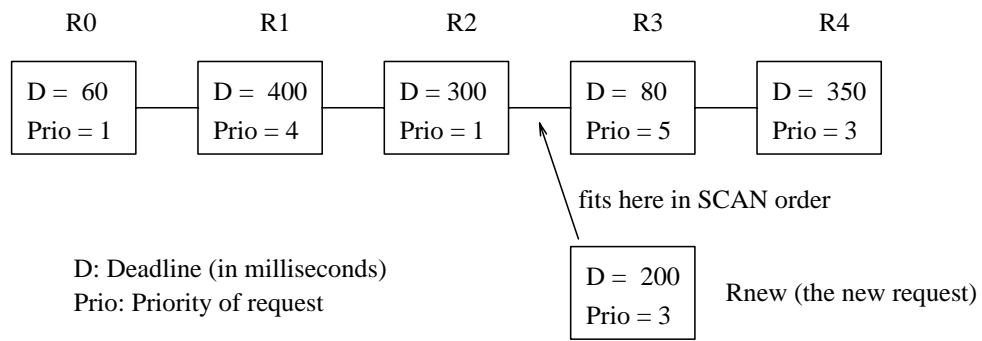 R0 R1 R2 R3 R4
D = 60 D = 400 D = 300 D = 80 D = 350
Prio = 1 Prio = 4 Prio = 1 Prio = 5 Prio = 3
fits here in SCAN order
D: Deadline (in milliseconds)
Prio: Priority of request
D = 200
Prio = 3
Rnew (the new request)